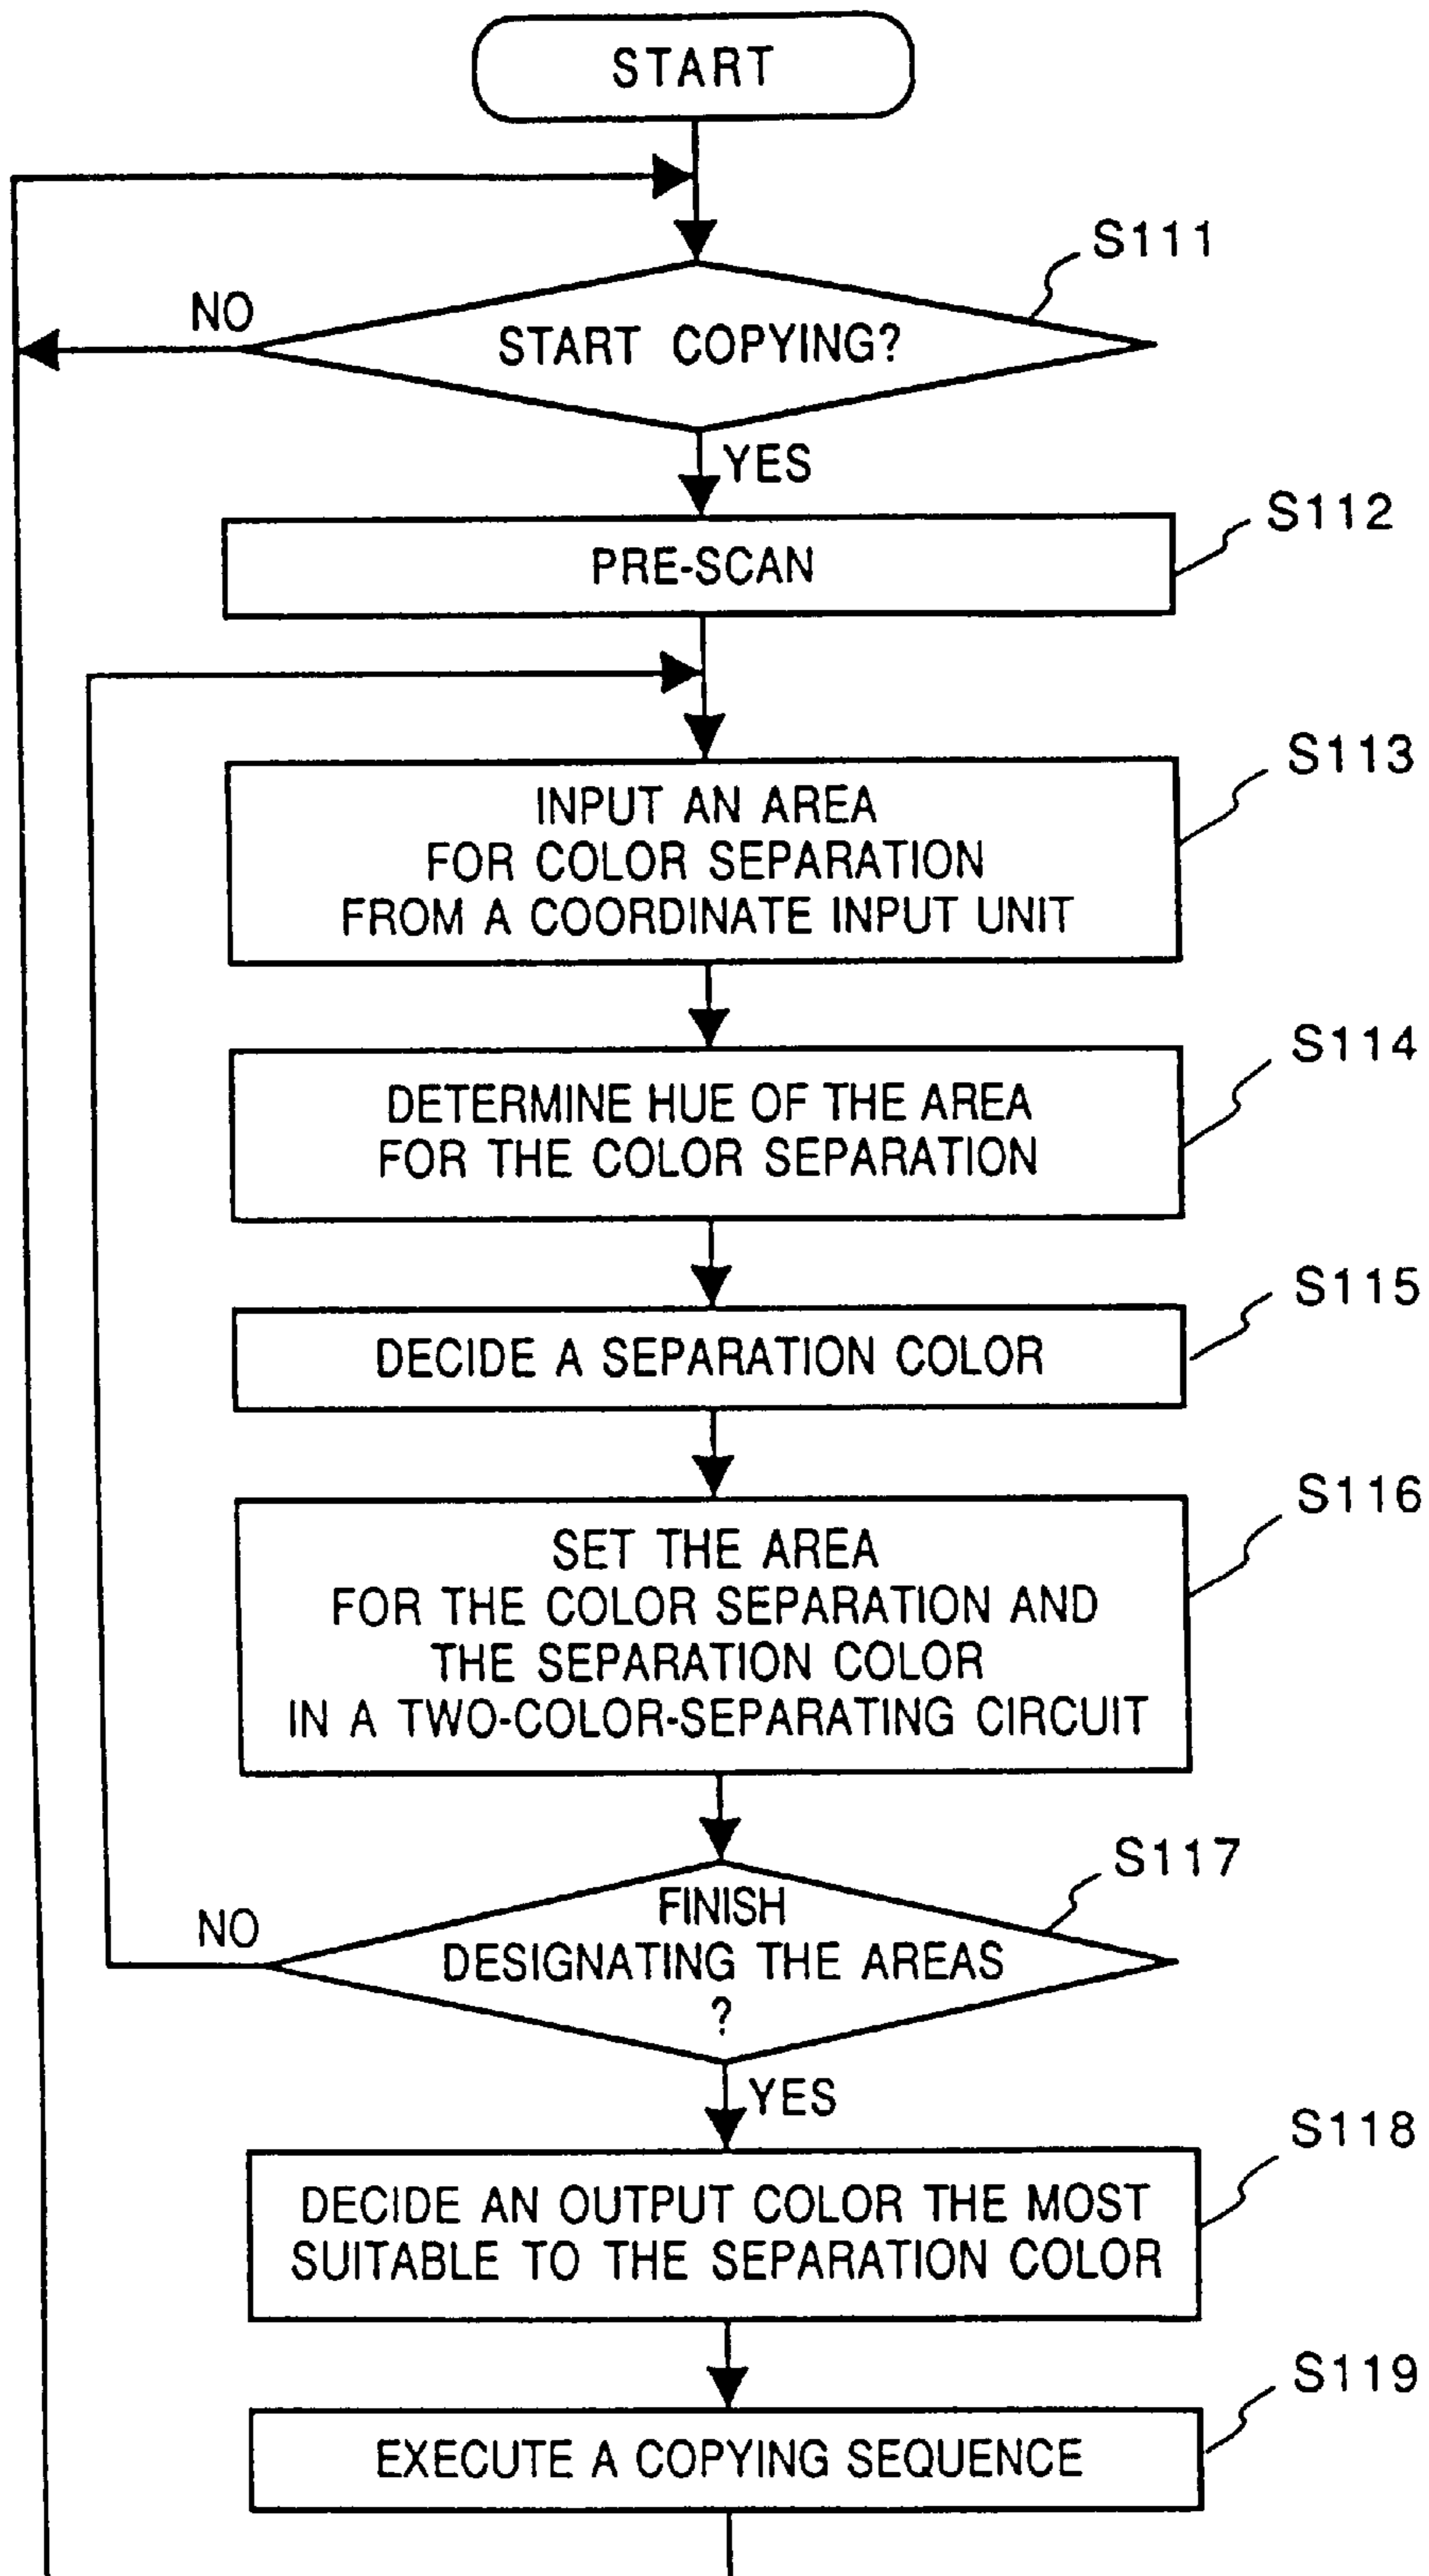 START
S111
NO
START COPYING?
YES
S112
PRE-SCAN
S113
INPUT AN AREA
FOR COLOR SEPARATION
FROM A COORDINATE INPUT UNIT
S114
DETERMINE HUE OF THE AREA
FOR THE COLOR SEPARATION
S115
DECIDE A SEPARATION COLOR
S116
SET THE AREA
FOR THE COLOR SEPARATION AND
THE SEPARATION COLOR
IN A TWO-COLOR-SEPARATING CIRCUIT
S117
NO
FINISH
DESIGNATING THE AREAS
?
YES
S118
DECIDE AN OUTPUT COLOR THE MOST
SUITABLE TO THE SEPARATION COLOR
S119
EXECUTE A COPYING SEQUENCE